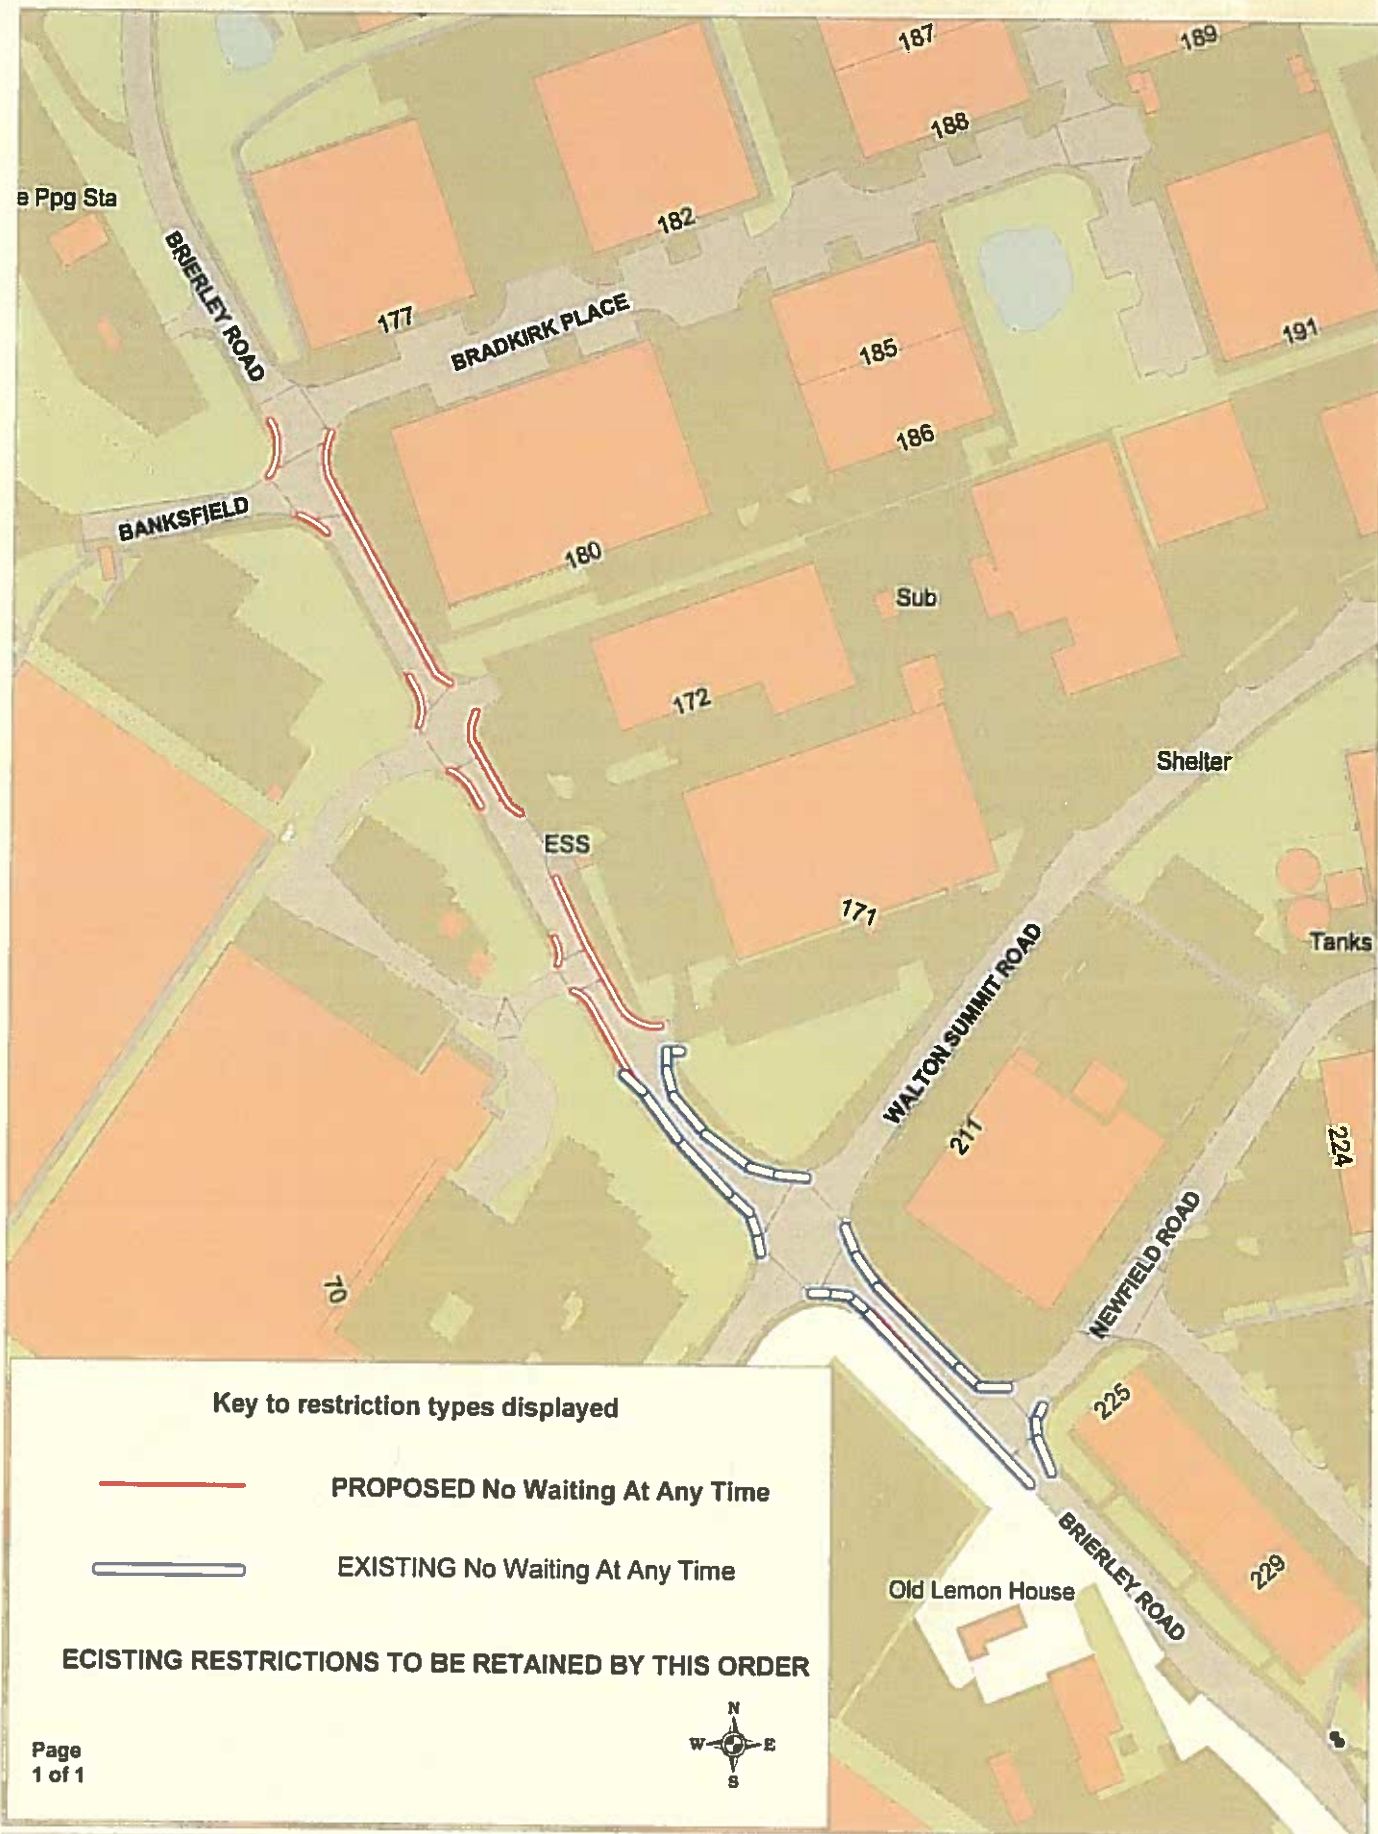 187
189
188
e Ppg Sta
182
BRIERLEY ROAD
177
BRADKIRK PLACE
191
185
186
BANKSFIELD
180
Sub
172
Shelter
ESS
171
Tanks
WALTON SUMMIT ROAD
211
224
NEWFIELD ROAD
70
225
Key to restriction types displayed
PROPOSED No Waiting At Any Time
EXISTING No Waiting At Any Time
BRIERLEY ROAD
229
Old Lemon House
ECISTING RESTRICTIONS TO BE RETAINED BY THIS ORDER
N
W E
S
Page
1 of 1